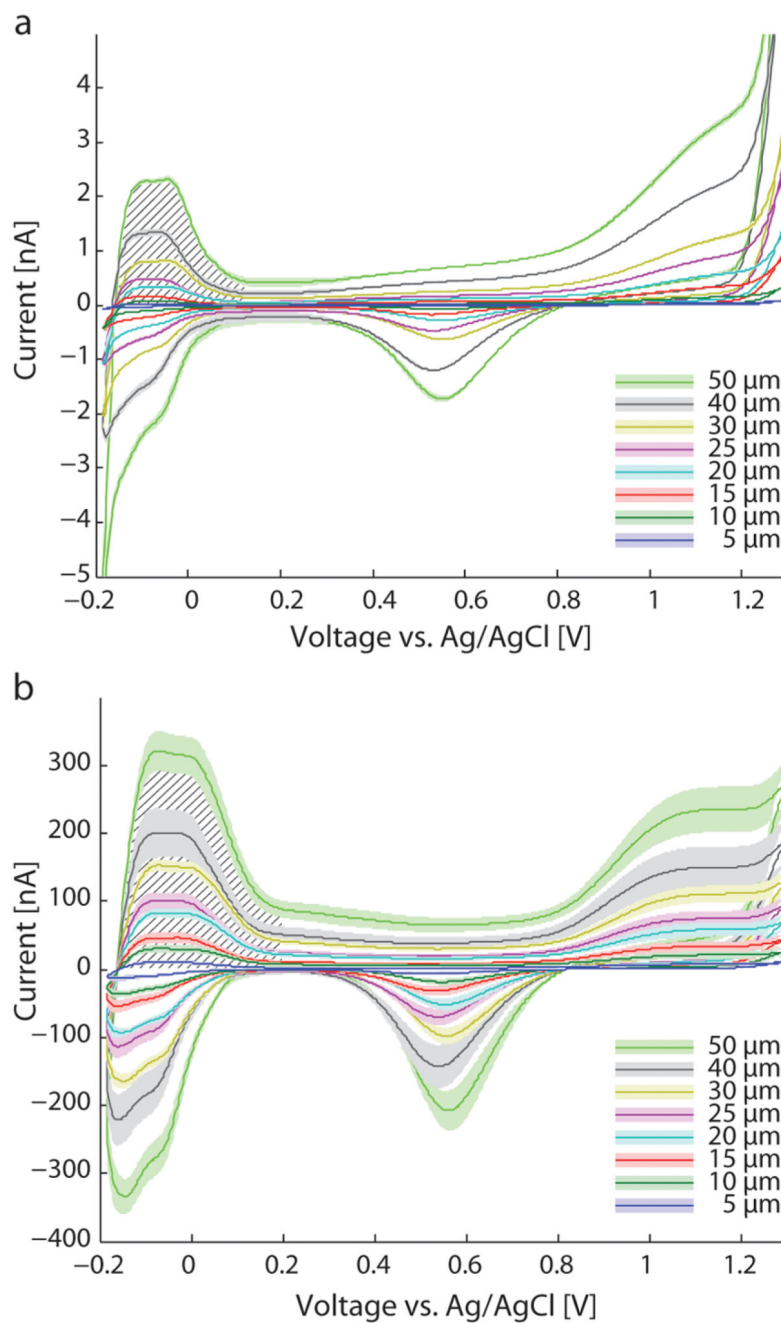 a
4
3
2
1
0
−1
−2
−3
−4
−5
Current [nA]
50 µm
40 µm
30 µm
25 µm
20 µm
15 µm
10 µm
5 µm
−0.2 0 0.2 0.4 0.6 0.8 1 1.2
Voltage vs. Ag/AgCl [V]
b
300
200
100
0
−100
−200
−300
−400
Current [nA]
50 µm
40 µm
30 µm
25 µm
20 µm
15 µm
10 µm
5 µm
−0.2 0 0.2 0.4 0.6 0.8 1 1.2
Voltage vs. Ag/AgCl [V]